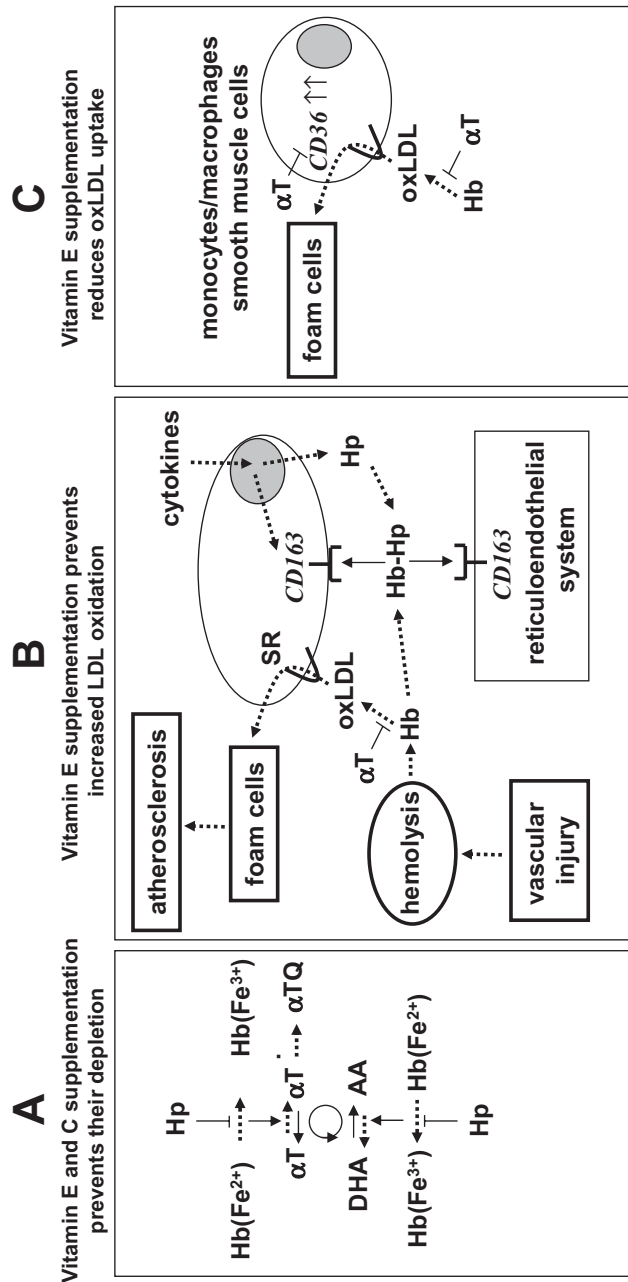 A
Vitamin E and C supplementation
prevents their depletion
Hp
Hb(Fe2+)
Hb(Fe3+)
αT
αT˙
αTQ
DHA
AA
Hb(Fe3+)
Hb(Fe2+)
Hp
B
Vitamin E supplementation prevents
increased LDL oxidation
atherosclerosis
cytokines
foam cells
SR
CD163
Hp
oxLDL
αT
Hb
Hb-Hp
hemolysis
CD163
reticuloendothelial
system
vascular
injury
C
Vitamin E supplementation
reduces oxLDL uptake
monocytes/macrophages
smooth muscle cells
foam cells
αT
CD36 ↑↑
oxLDL
Hb
αT